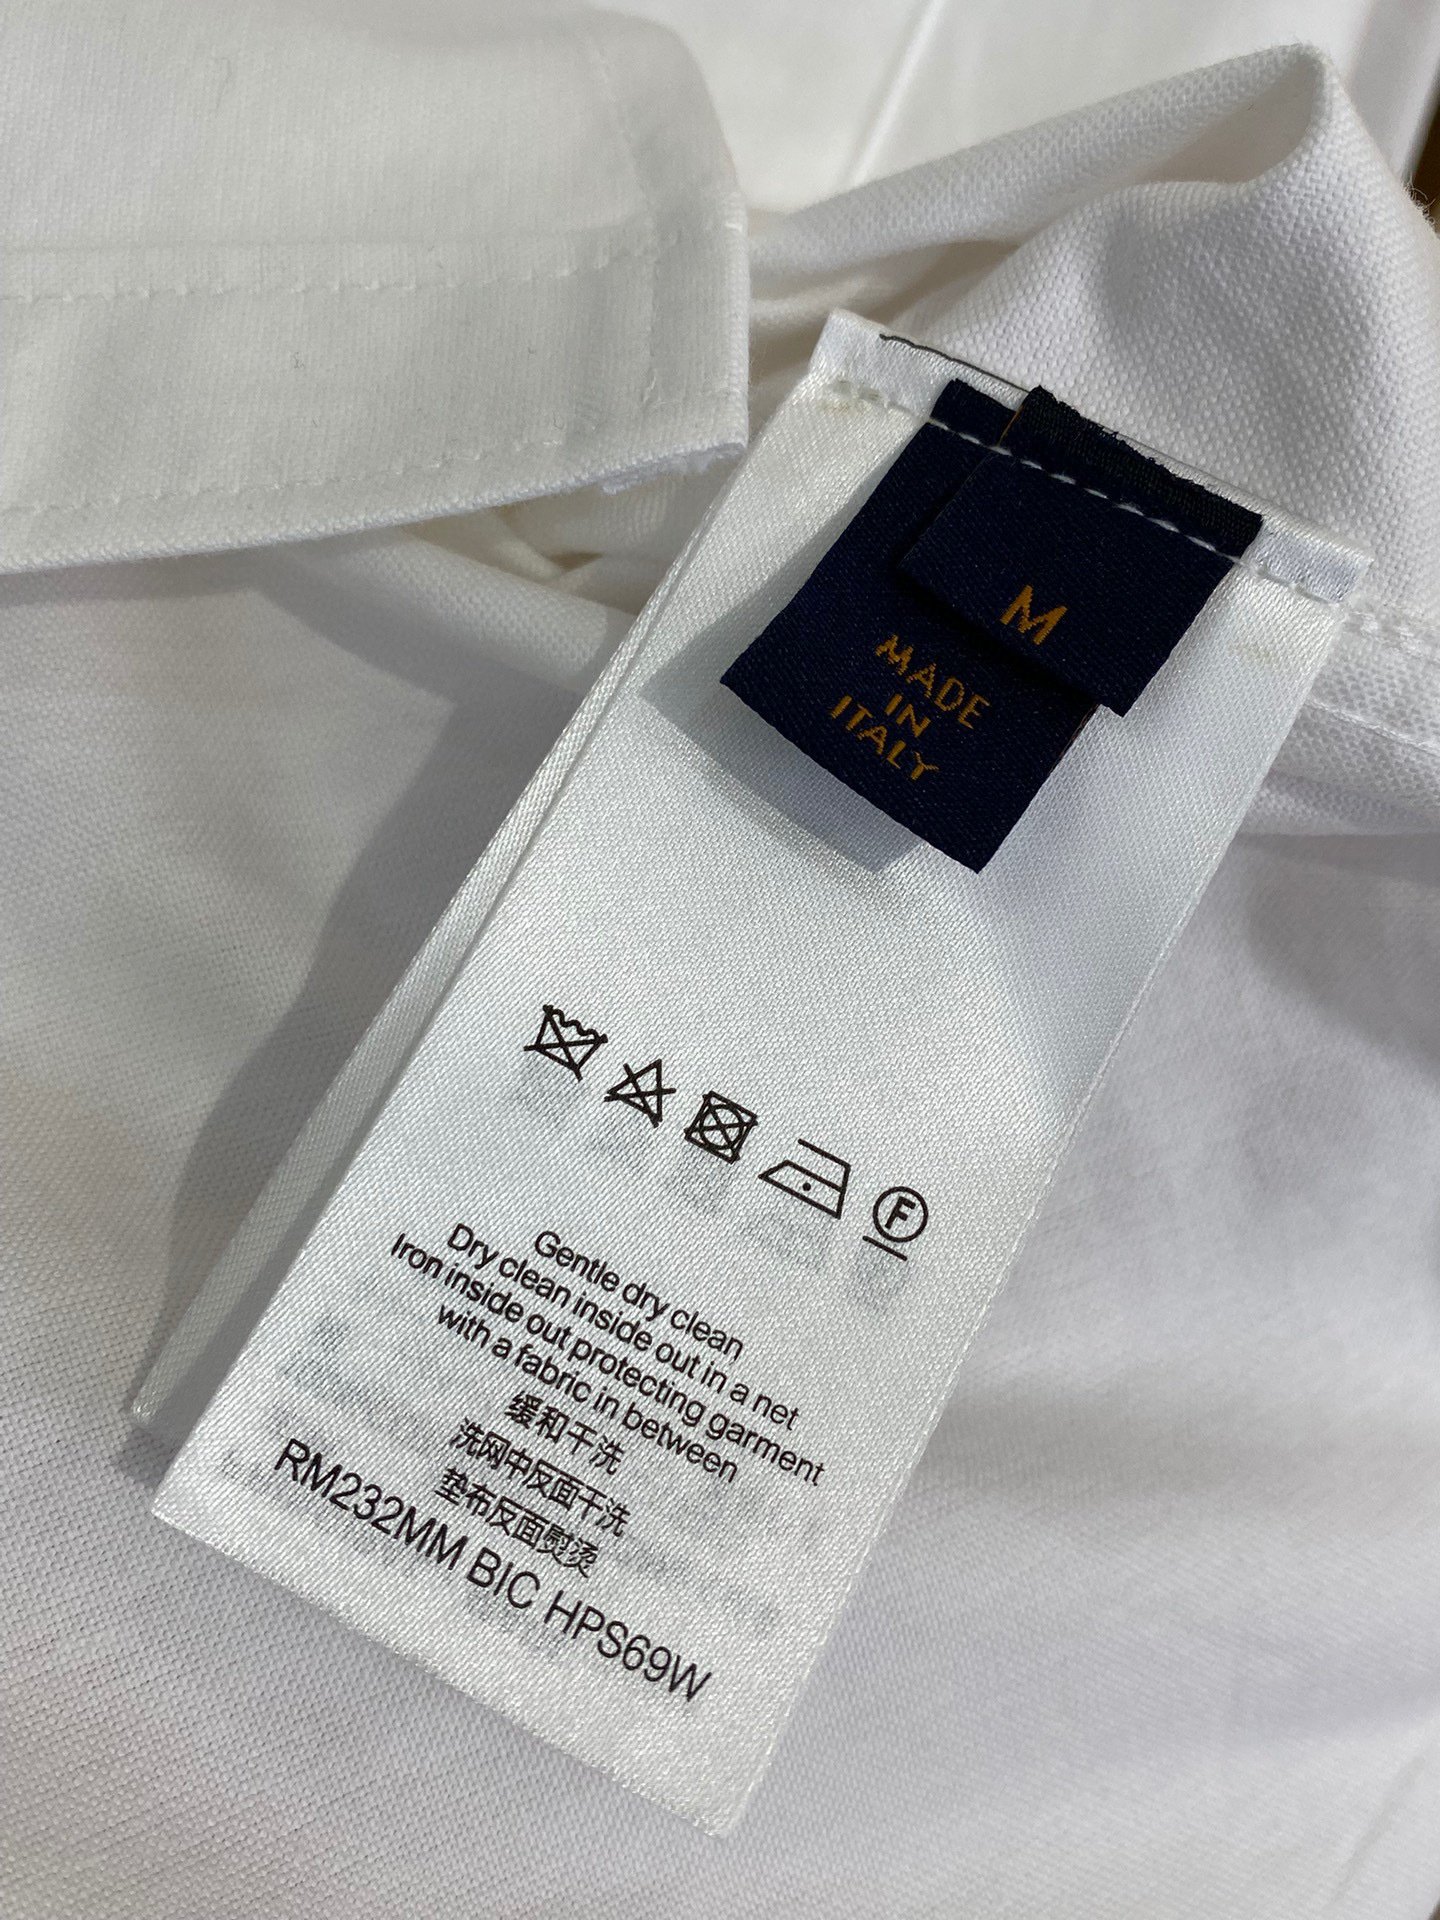 M
MADE
IN
ITALY
F
Gentle dry clean
Dry clean inside out in a net
Iron inside out protecting garment
with a fabric in between
缓和干洗
洗网中反面干洗
垫布反面熨烫
RM232MM BIC HPS69W